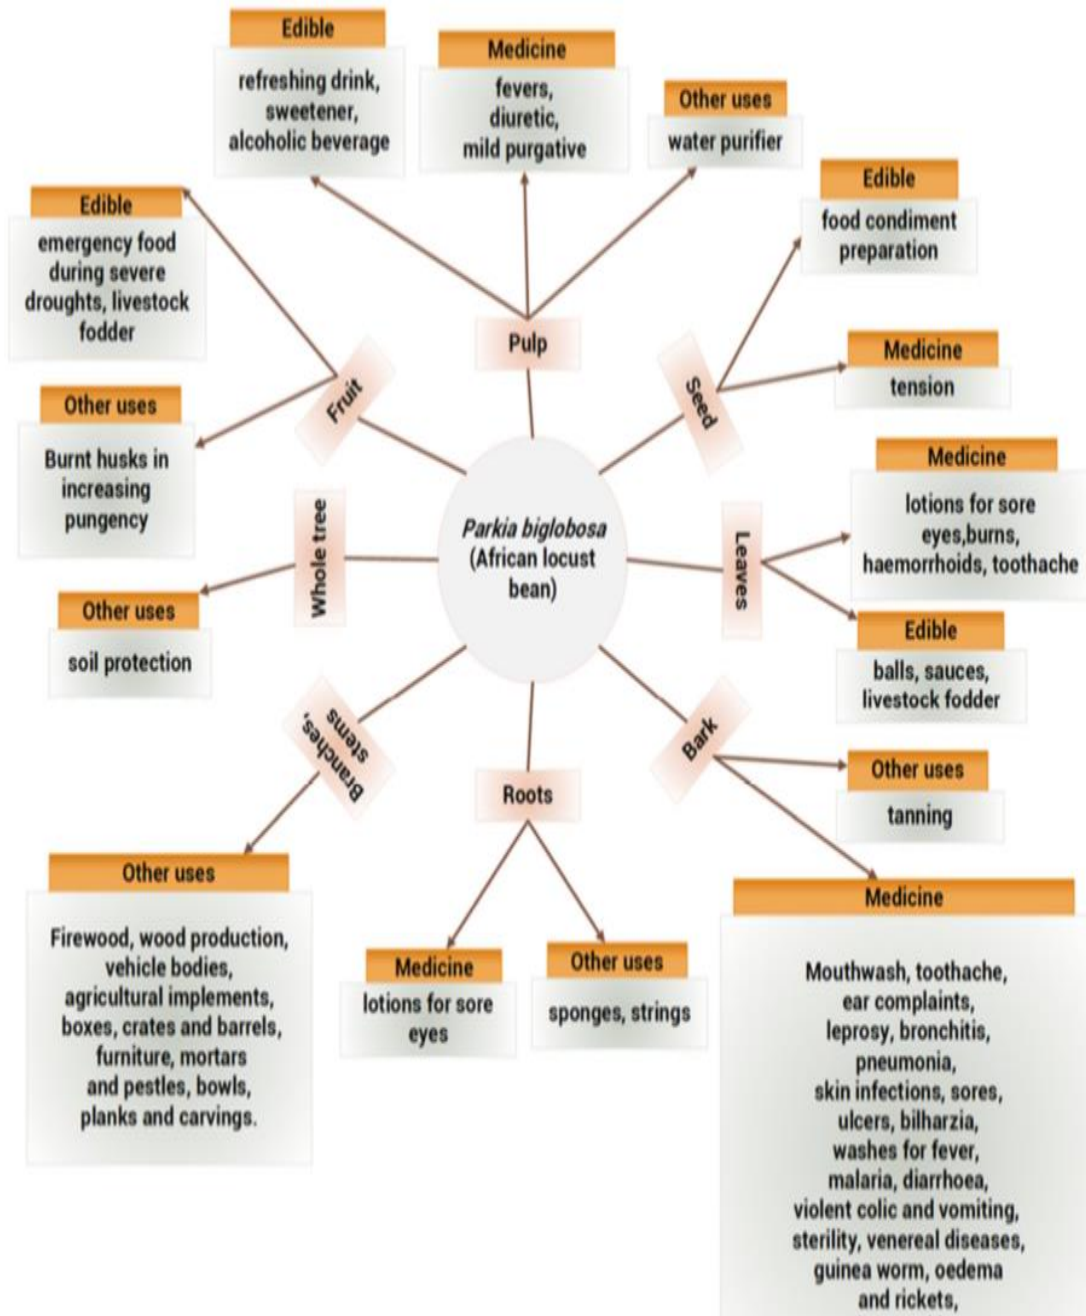 Edible
refreshing drink,
sweetener,
alcoholic beverage
Medicine
fevers,
diuretic,
mild purgative
Other uses
water purifier
Edible
food condiment
preparation
Edible
emergency food
during severe
droughts, livestock
fodder
Pulp
Medicine
tension
Fruit
Seed
Other uses
Burnt husks in
increasing
pungency
Medicine
lotions for sore
eyes,burns,
haemorrhoids, toothache
Whole tree
Parkia biglobosa
(African locust
bean)
Leaves
Other uses
soil protection
Edible
balls, sauces,
livestock fodder
Branches,
stems
Roots
Bark
Other uses
tanning
Other uses
Firewood, wood production,
vehicle bodies,
agricultural implements,
boxes, crates and barrels,
furniture, mortars
and pestles, bowls,
planks and carvings.
Medicine
lotions for sore
eyes
Other uses
sponges, strings
Medicine
Mouthwash, toothache,
ear complaints,
leprosy, bronchitis,
pneumonia,
skin infections, sores,
ulcers, bilharzia,
washes for fever,
malaria, diarrhoea,
violent colic and vomiting,
sterility, venereal diseases,
guinea worm, oedema
and rickets,